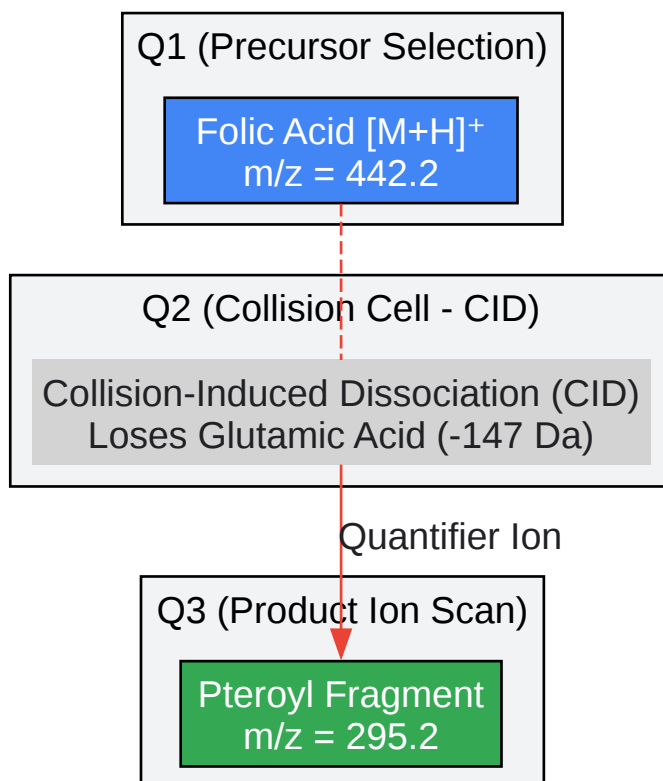 Q1 (Precursor Selection)
Folic Acid [M+H]⁺
m/z = 442.2
Q2 (Collision Cell - CID)
Collision-Induced Dissociation (CID)
Loses Glutamic Acid (-147 Da)
Quantifier Ion
Q3 (Product Ion Scan)
Pteroyl Fragment
m/z = 295.2